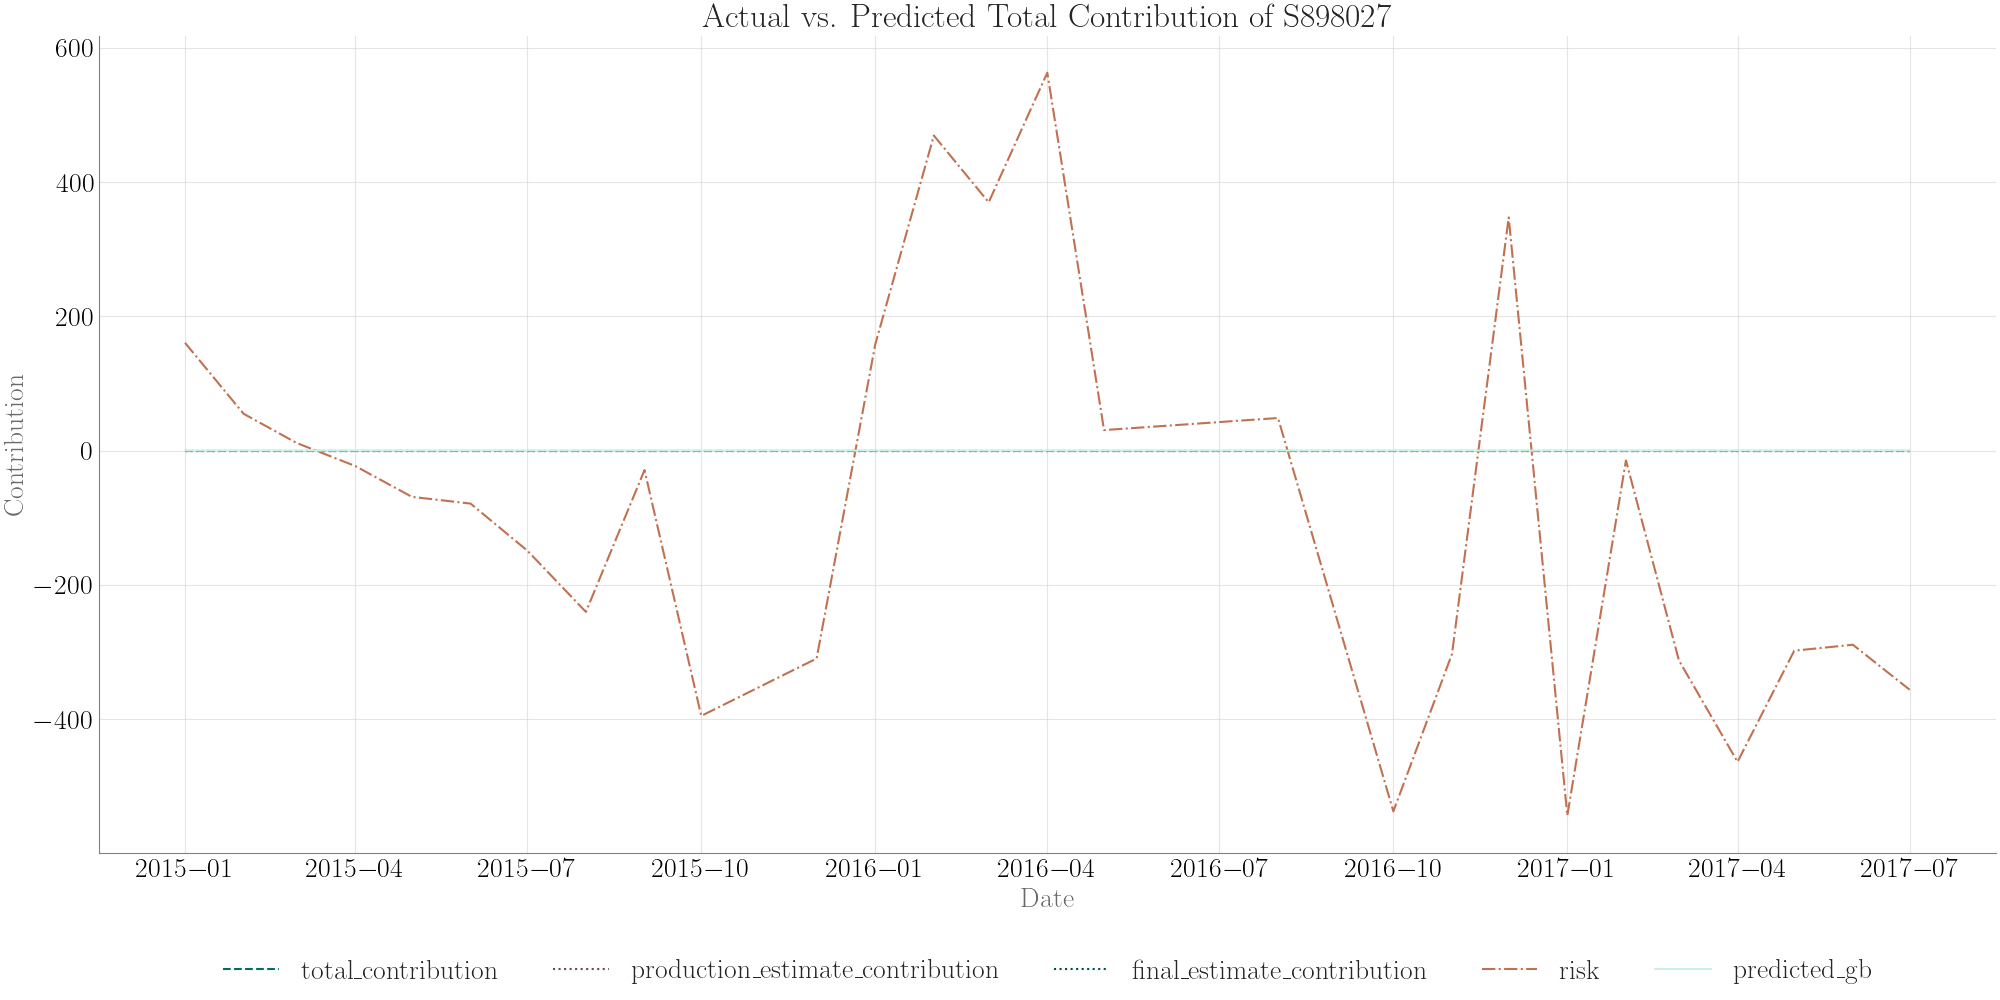 Actual vs. Predicted Total Contribution of S898027
600
400
200
0
−200
−400
Contribution
2015−01 2015−04 2015−07 2015−10 2016−01 2016−04 2016−07 2016−10 2017−01 2017−04 2017−07
Date
total_contribution production_estimate_contribution final_estimate_contribution risk predicted_gb